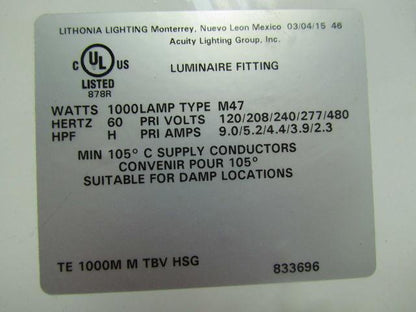 LITHONIA LIGHTING Monterrey, Nuevo Leon Mexico 03/04/15 46
Acuity Lighting Group, Inc.
C UL US
LISTED
878R
LUMINAIRE FITTING
WATTS 1000LAMP TYPE M47
HERTZ 60 PRI VOLTS 120/208/240/277/480
HPF H PRI AMPS 9.0/5.2/4.4/3.9/2.3
MIN 105° C SUPPLY CONDUCTORS
CONVENIR POUR 105°
SUITABLE FOR DAMP LOCATIONS
TE 1000M M TBV HSG 833696